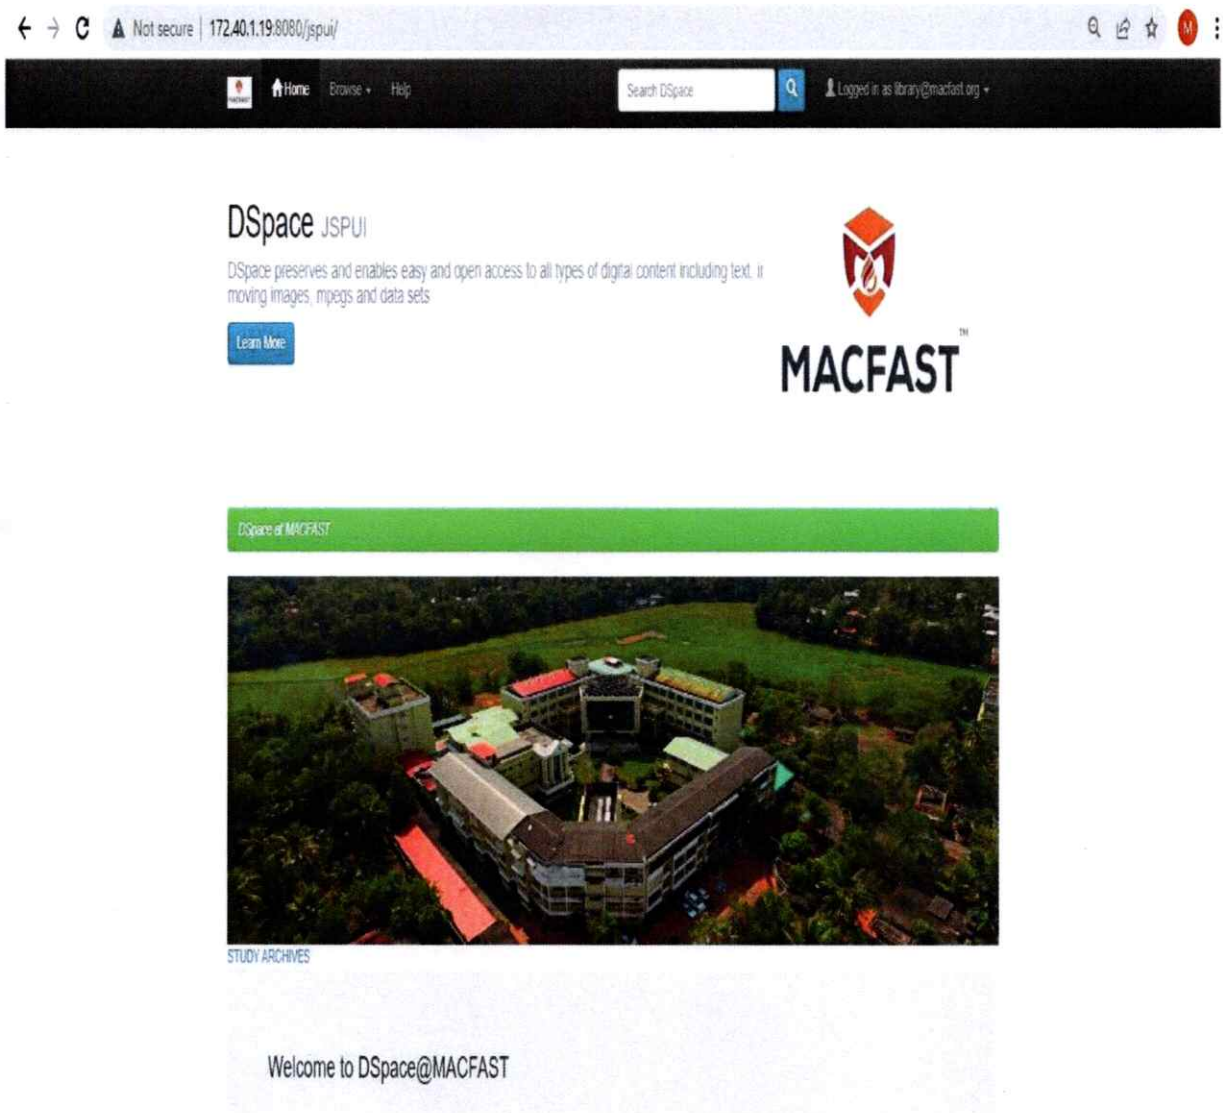 Not secure | 172.40.1.19:8080/jspui/
M
MACFAST Home Browse Help Search DSpace Logged in as library@macfast.org
DSpace JSPUI
DSpace preserves and enables easy and open access to all types of digital content including text, ir
moving images, mpegs and data sets
Learn More
MACFAST™
DSpace at MACFAST
STUDY ARCHIVES
Welcome to DSpace@MACFAST